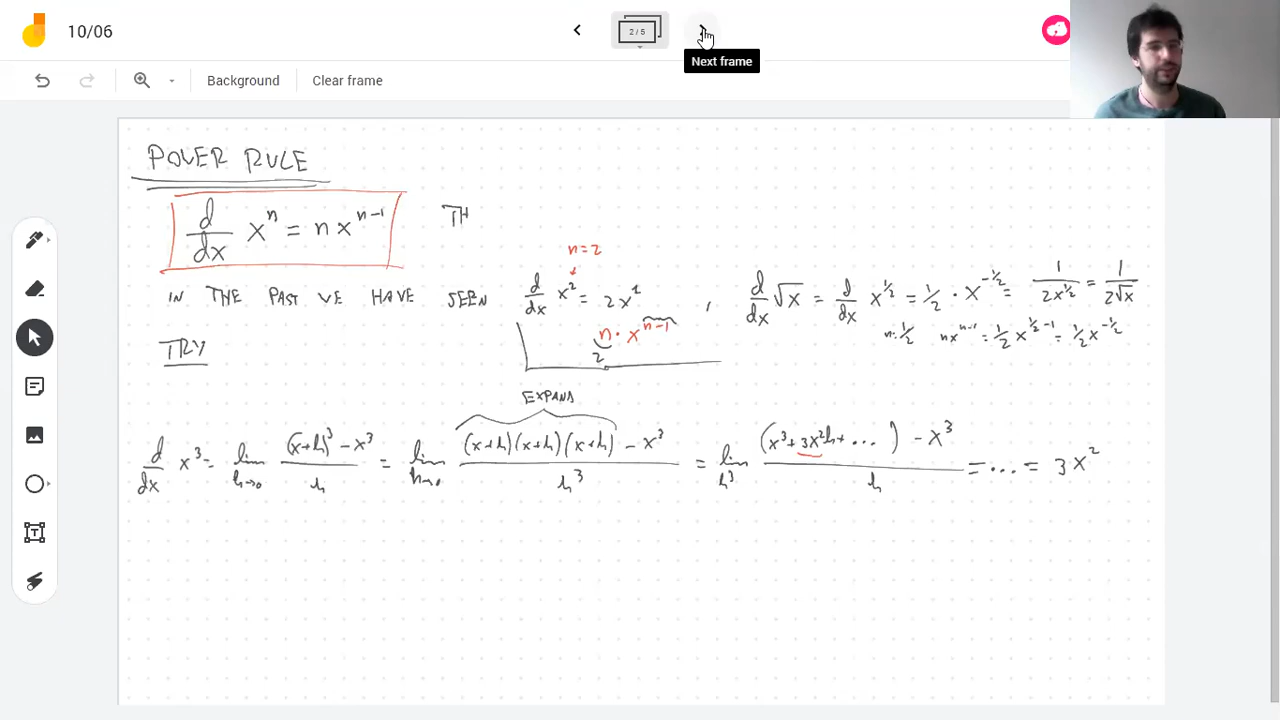 10/06
2 / 5
Next frame
Background
Clear frame
POWER RULE
d/dx x^n = n x^{n-1} TH
n=2
IN THE PAST WE HAVE SEEN d/dx x^2 = 2x^1 , d/dx √x = d/dx x^{1/2} = 1/2 · x^{-1/2} = 1/2x^{1/2} = 1/2√x
n · x^{n-1} n=1/2 nx^{n-1} = 1/2 x^{1/2-1} = 1/2 x^{-1/2}
2
TRY
EXPAND
d/dx x^3 = lim h→0 (x+h)^3 - x^3 / h = lim h→0 (x+h)(x+h)(x+h) - x^3 / h^3 = lim h^3 (x^3+3x^2h+...) - x^3 / h = ... = 3x^2